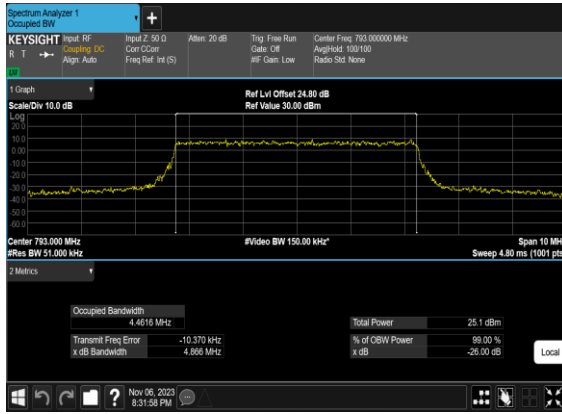 Spectrum Analyzer 1
Occupied BW
KEYSIGHT
R T
LXI
Input: RF
Coupling: DC
Align: Auto
Input Z: 50 Ω
Corr CCorr
Freq Ref: Int (S)
Atten: 20 dB
Trig: Free Run
Gate: Off
#IF Gain: Low
Center Freq: 793.000000 MHz
Avg|Hold: 100/100
Radio Std: None
1 Graph
Scale/Div 10.0 dB
Ref Lvl Offset 24.80 dB
Ref Value 30.00 dBm
Log
20.0
10.0
0.00
-10.0
-20.0
-30.0
-40.0
-50.0
-60.0
Center 793.000 MHz
#Res BW 51.000 kHz
#Video BW 150.00 kHz*
Span 10 MH
Sweep 4.80 ms (1001 pts
2 Metrics
Occupied Bandwidth
4.4616 MHz
Transmit Freq Error -10.370 kHz
x dB Bandwidth 4.866 MHz
Total Power 25.1 dBm
% of OBW Power 99.00 %
x dB -26.00 dB
Local
?
Nov 06, 2023
8:31:58 PM